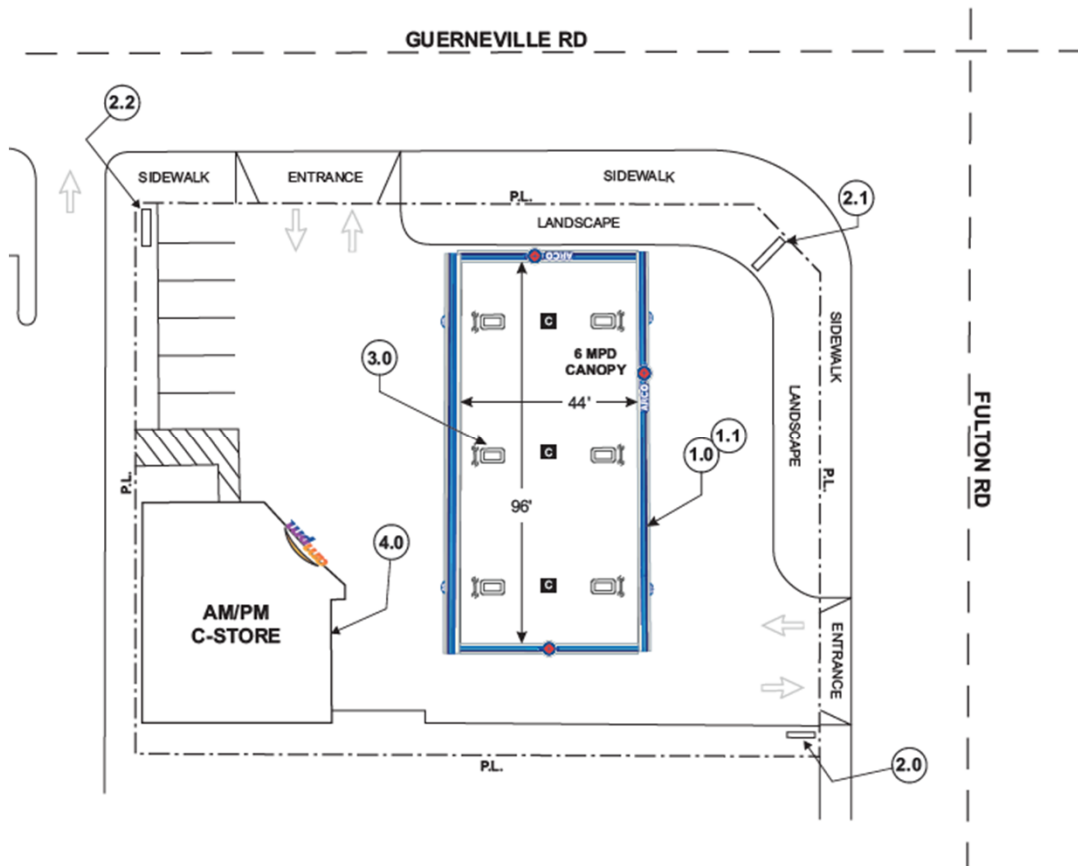 GUERNEVILLE RD
2.2
SIDEWALK
ENTRANCE
SIDEWALK
P.L.
2.1
LANDSCAPE
ARCO
C
6 MPD
CANOPY
3.0
44'
ARCO
SIDEWALK
LANDSCAPE
FULTON RD
1.1
1.0
C
P.L.
P.L.
96'
ampm
4.0
C
AM/PM
C-STORE
ENTRANCE
P.L.
2.0